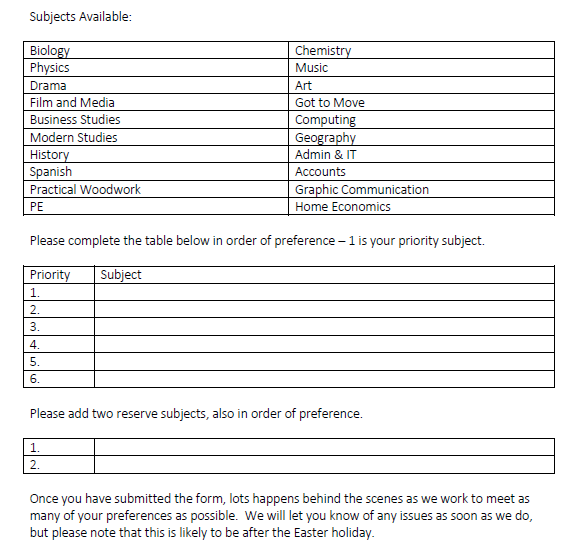 Subjects Available:
Biology Chemistry
Physics Music
Drama Art
Film and Media Got to Move
Business Studies Computing
Modern Studies Geography
History Admin & IT
Spanish Accounts
Practical Woodwork Graphic Communication
PE Home Economics
Please complete the table below in order of preference – 1 is your priority subject.
Priority Subject
1.
2.
3.
4.
5.
6.
Please add two reserve subjects, also in order of preference.
1.
2.
Once you have submitted the form, lots happens behind the scenes as we work to meet as
many of your preferences as possible.  We will let you know of any issues as soon as we do,
but please note that this is likely to be after the Easter holiday.